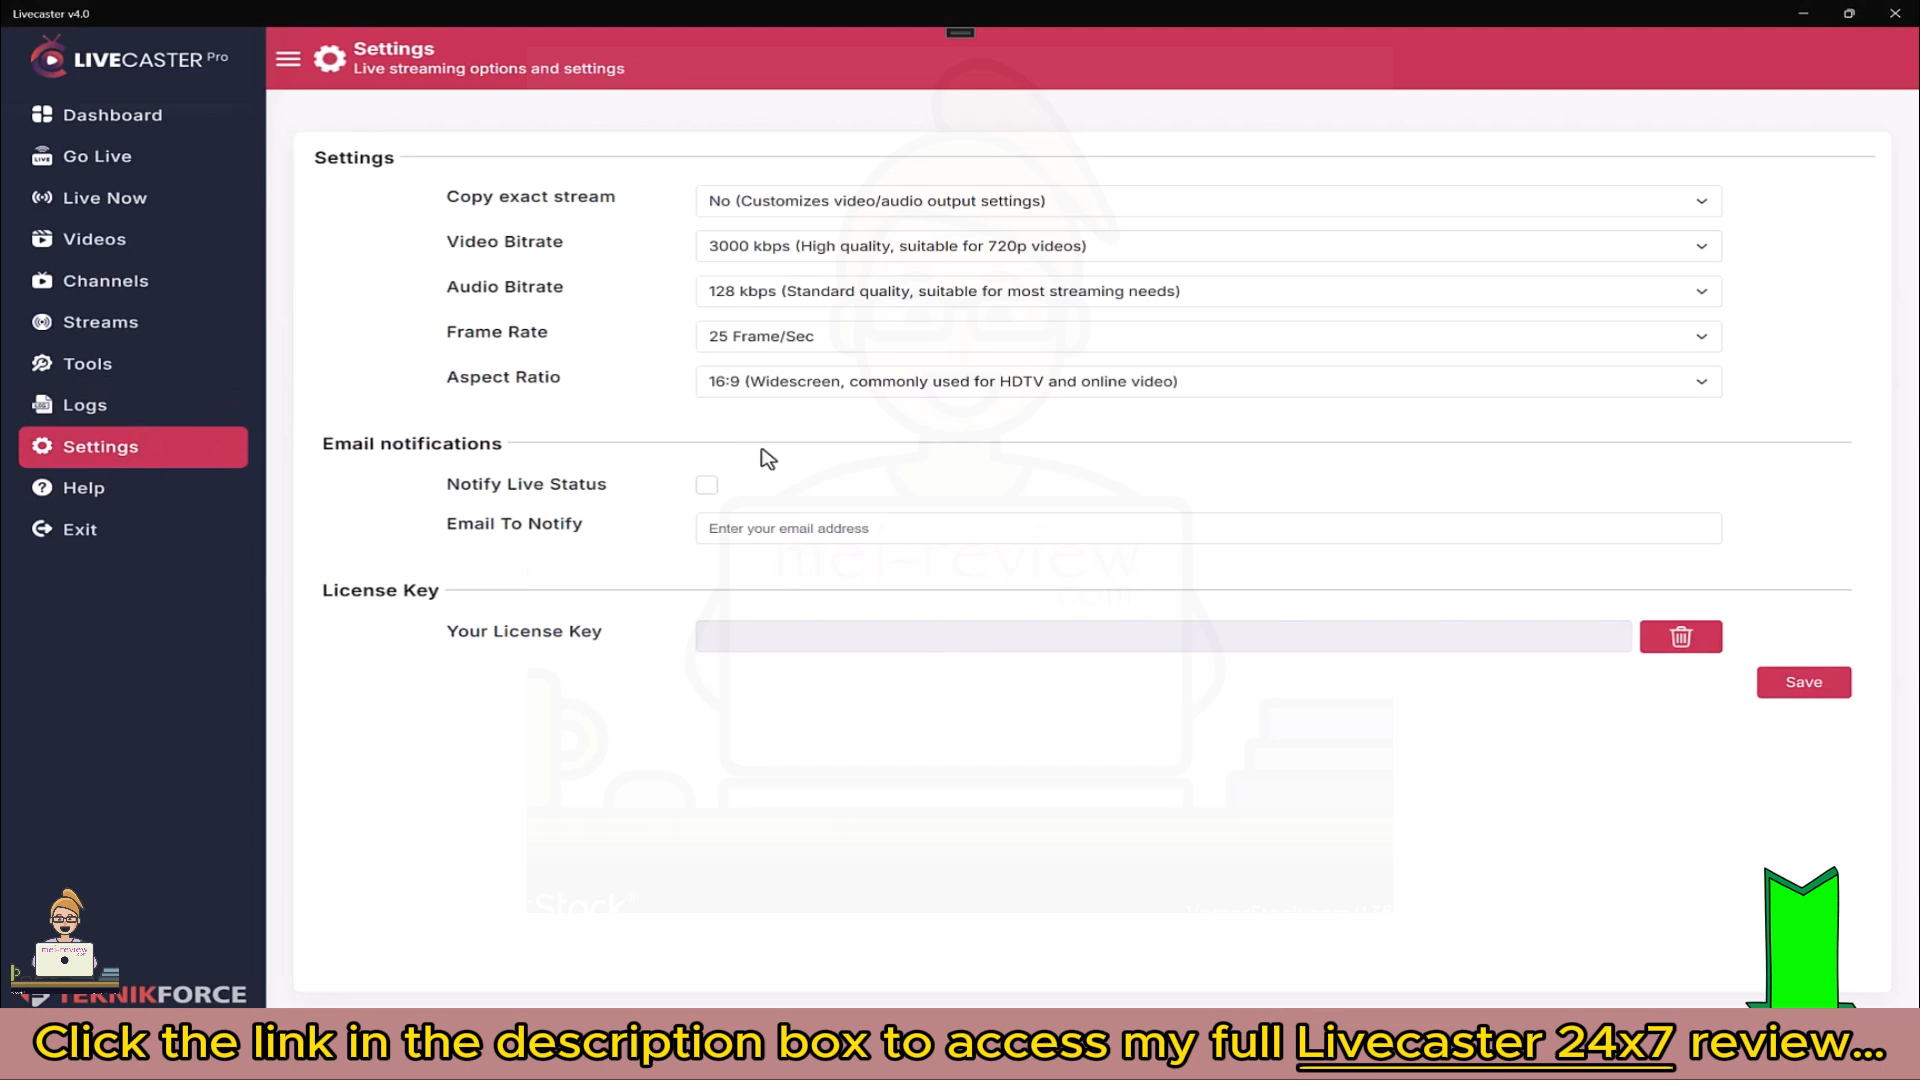 Livecaster v4.0
LIVECASTER Pro
Settings
Live streaming options and settings
Dashboard
Go Live
Live Now
Videos
Channels
Streams
Tools
Logs
Settings
Help
Exit
Settings
Copy exact stream
No (Customizes video/audio output settings)
Video Bitrate
3000 kbps (High quality, suitable for 720p videos)
Audio Bitrate
128 kbps (Standard quality, suitable for most streaming needs)
Frame Rate
25 Frame/Sec
Aspect Ratio
16:9 (Widescreen, commonly used for HDTV and online video)
Email notifications
Notify Live Status
Email To Notify
Enter your email address
mei-review
.com
License Key
Your License Key
Save
mei-review
TEKNIKFORCE
Click the link in the description box to access my full Livecaster 24x7 review...